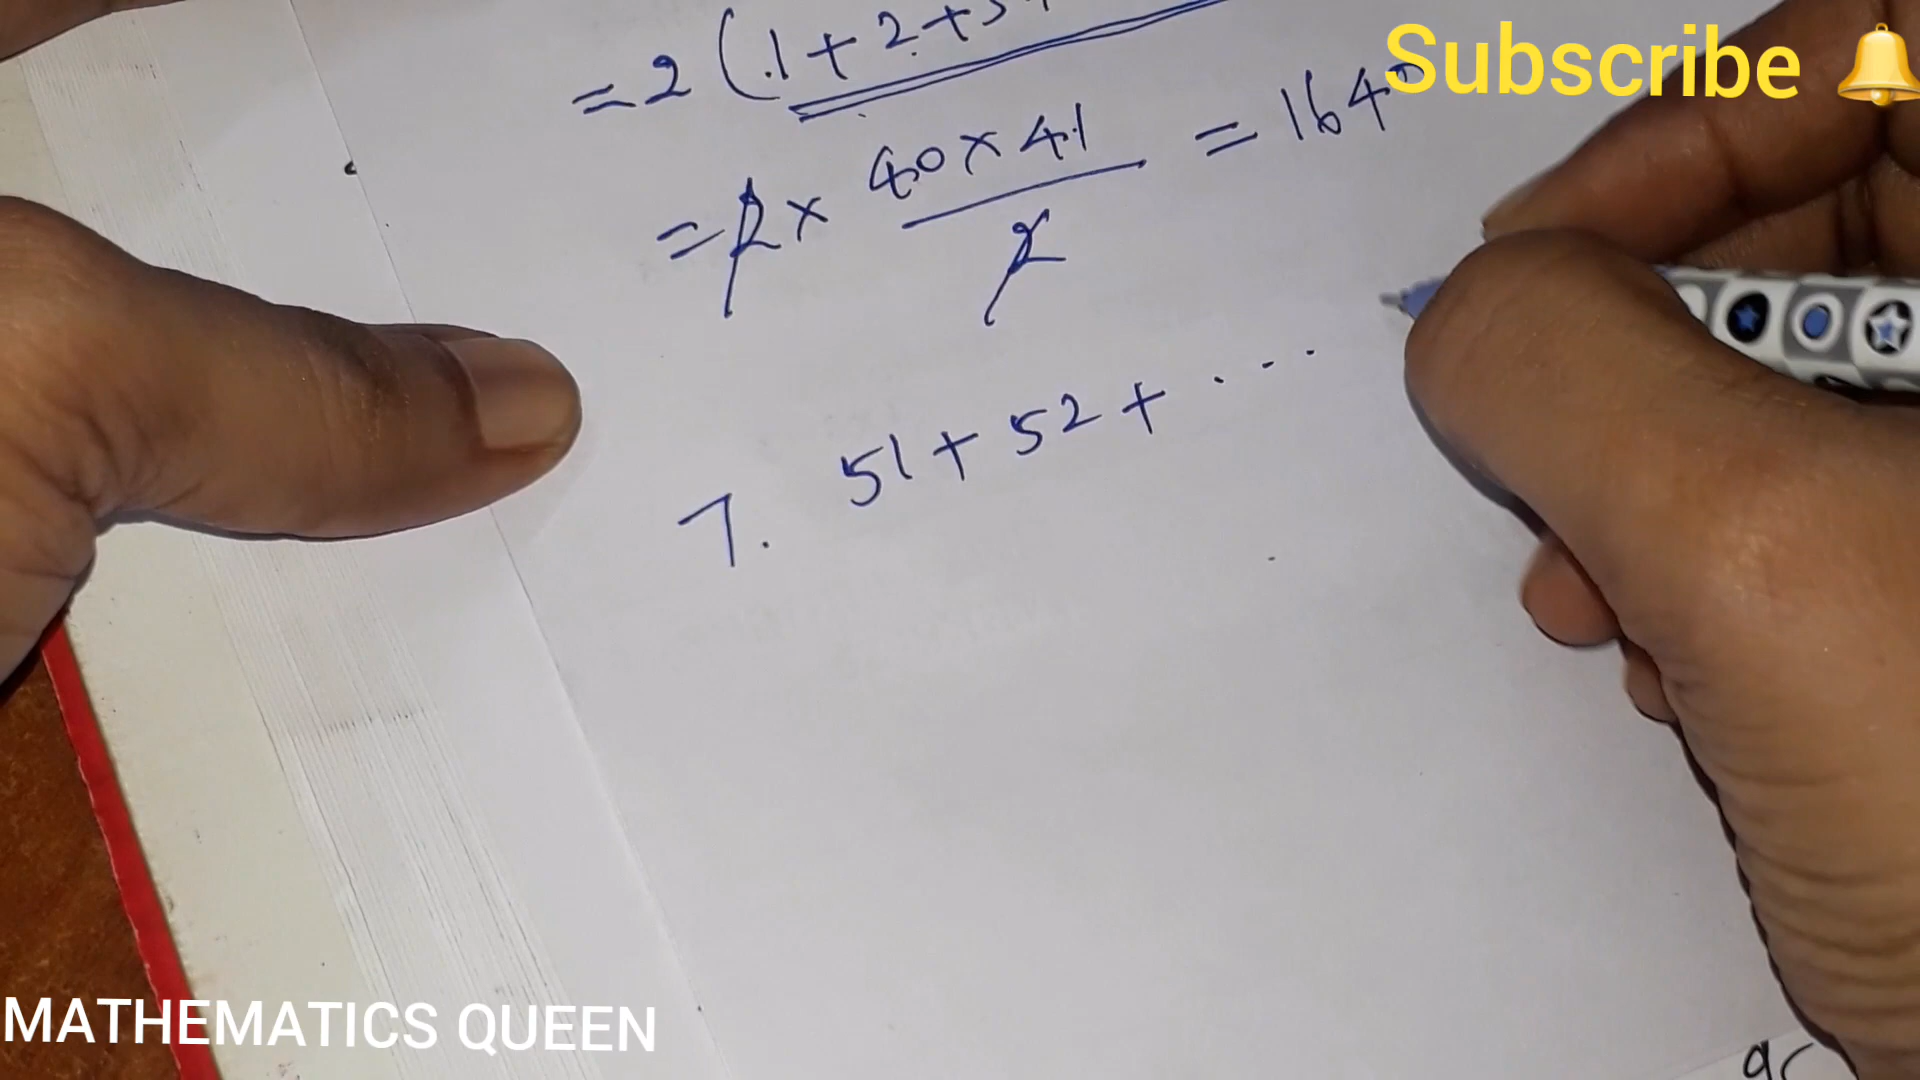 Subscribe 🔔
= 2 (1 + 2 + 3 +
= 2 × 40 × 41 / 2 = 1640
7. 51 + 52 + . . . .
MATHEMATICS QUEEN